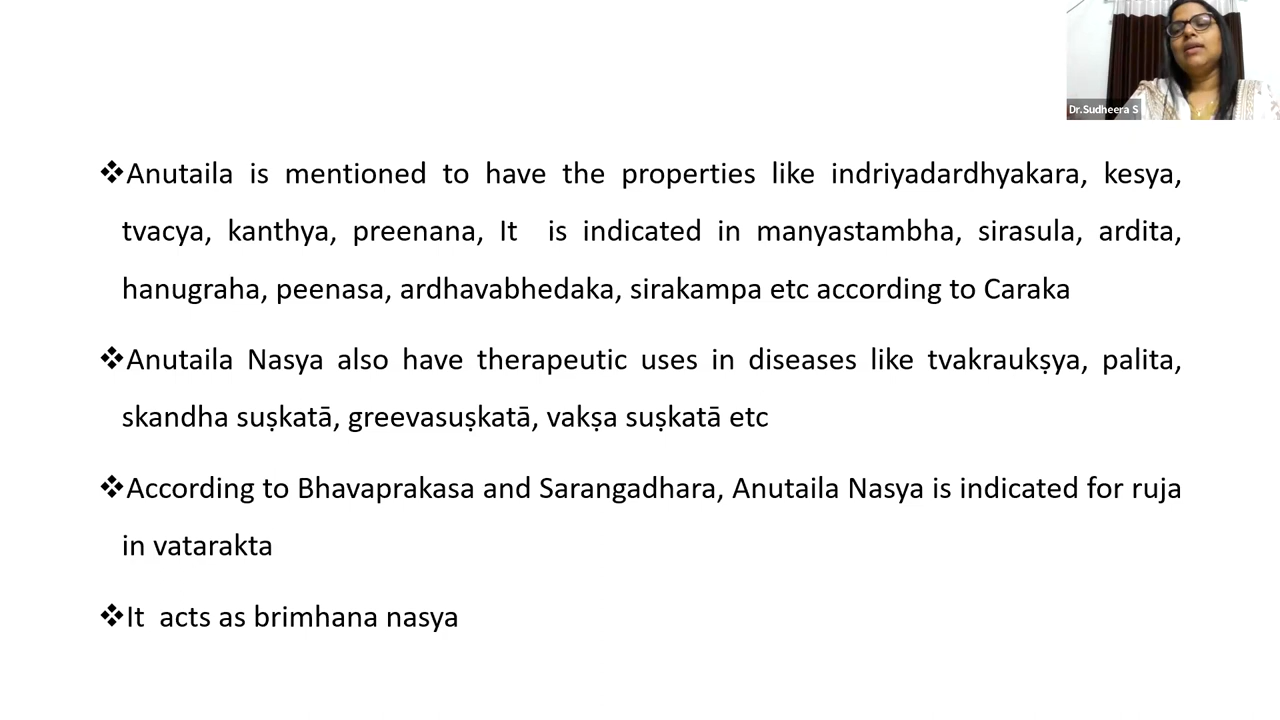 Dr.Sudheera S
❖Anutaila is mentioned to have the properties like indriyadardhyakara, kesya,
tvacya, kanthya, preenana, It is indicated in manyastambha, sirasula, ardita,
hanugraha, peenasa, ardhavabhedaka, sirakampa etc according to Caraka
❖Anutaila Nasya also have therapeutic uses in diseases like tvakraukṣya, palita,
skandha suṣkatā, greevasuṣkatā, vakṣa suṣkatā etc
❖According to Bhavaprakasa and Sarangadhara, Anutaila Nasya is indicated for ruja
in vatarakta
❖It acts as brimhana nasya